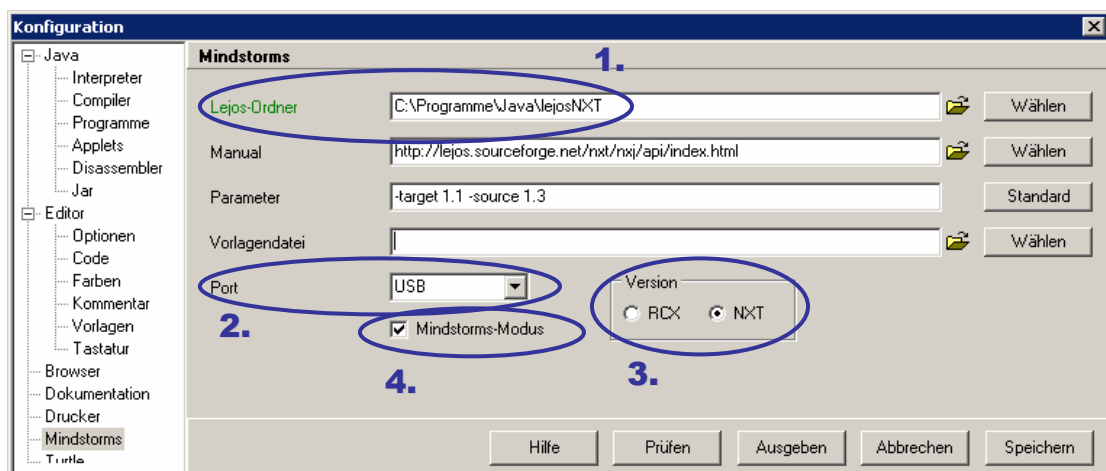 Konfiguration
Java
Interpreter
Compiler
Programme
Applets
Disassembler
Jar
Editor
Optionen
Code
Farben
Kommentar
Vorlagen
Tastatur
Browser
Dokumentation
Drucker
Mindstorms
Turtle
Mindstorms
1.
Lejos-Ordner C:\Programme\Java\lejosNXT Wählen
Manual http://lejos.sourceforge.net/nxt/nxj/api/index.html Wählen
Parameter -target 1.1 -source 1.3 Standard
Vorlagendatei Wählen
Port USB Version
2. RCX NXT
Mindstorms-Modus
4. 3.
Hilfe Prüfen Ausgeben Abbrechen Speichern